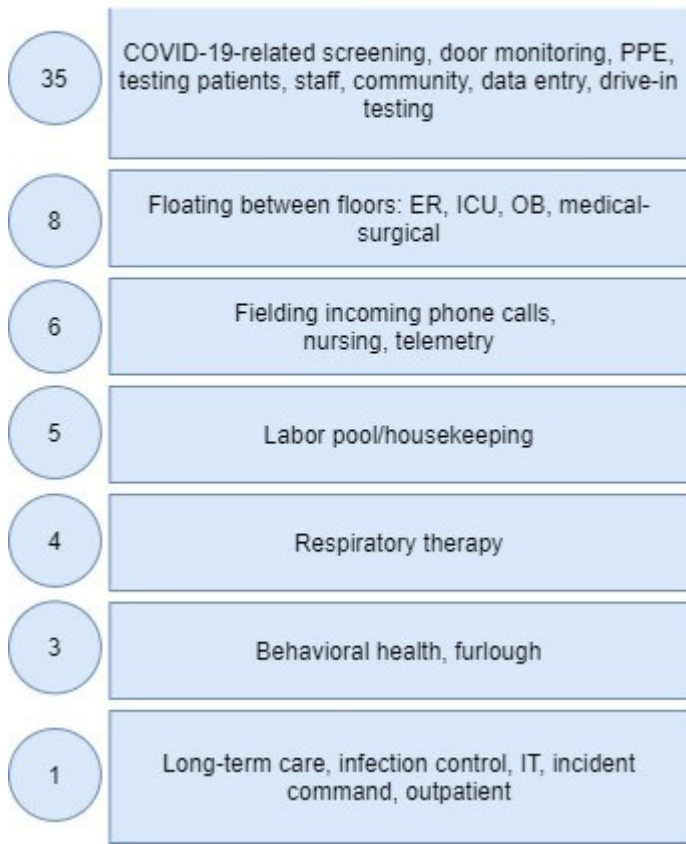 35
COVID-19-related screening, door monitoring, PPE,
testing patients, staff, community, data entry, drive-in
testing
8
Floating between floors: ER, ICU, OB, medical-
surgical
6
Fielding incoming phone calls,
nursing, telemetry
5
Labor pool/housekeeping
4
Respiratory therapy
3
Behavioral health, furlough
1
Long-term care, infection control, IT, incident
command, outpatient